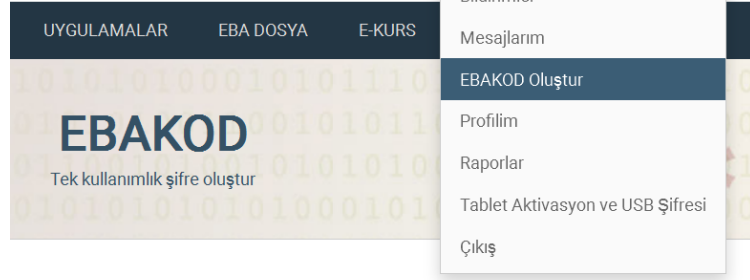 Bildirimler
UYGULAMALAR EBA DOSYA E-KURS
Mesajlarım
EBAKOD Oluştur
EBAKOD
Tek kullanımlık şifre oluştur
Profilim
Raporlar
Tablet Aktivasyon ve USB Şifresi
Çıkış